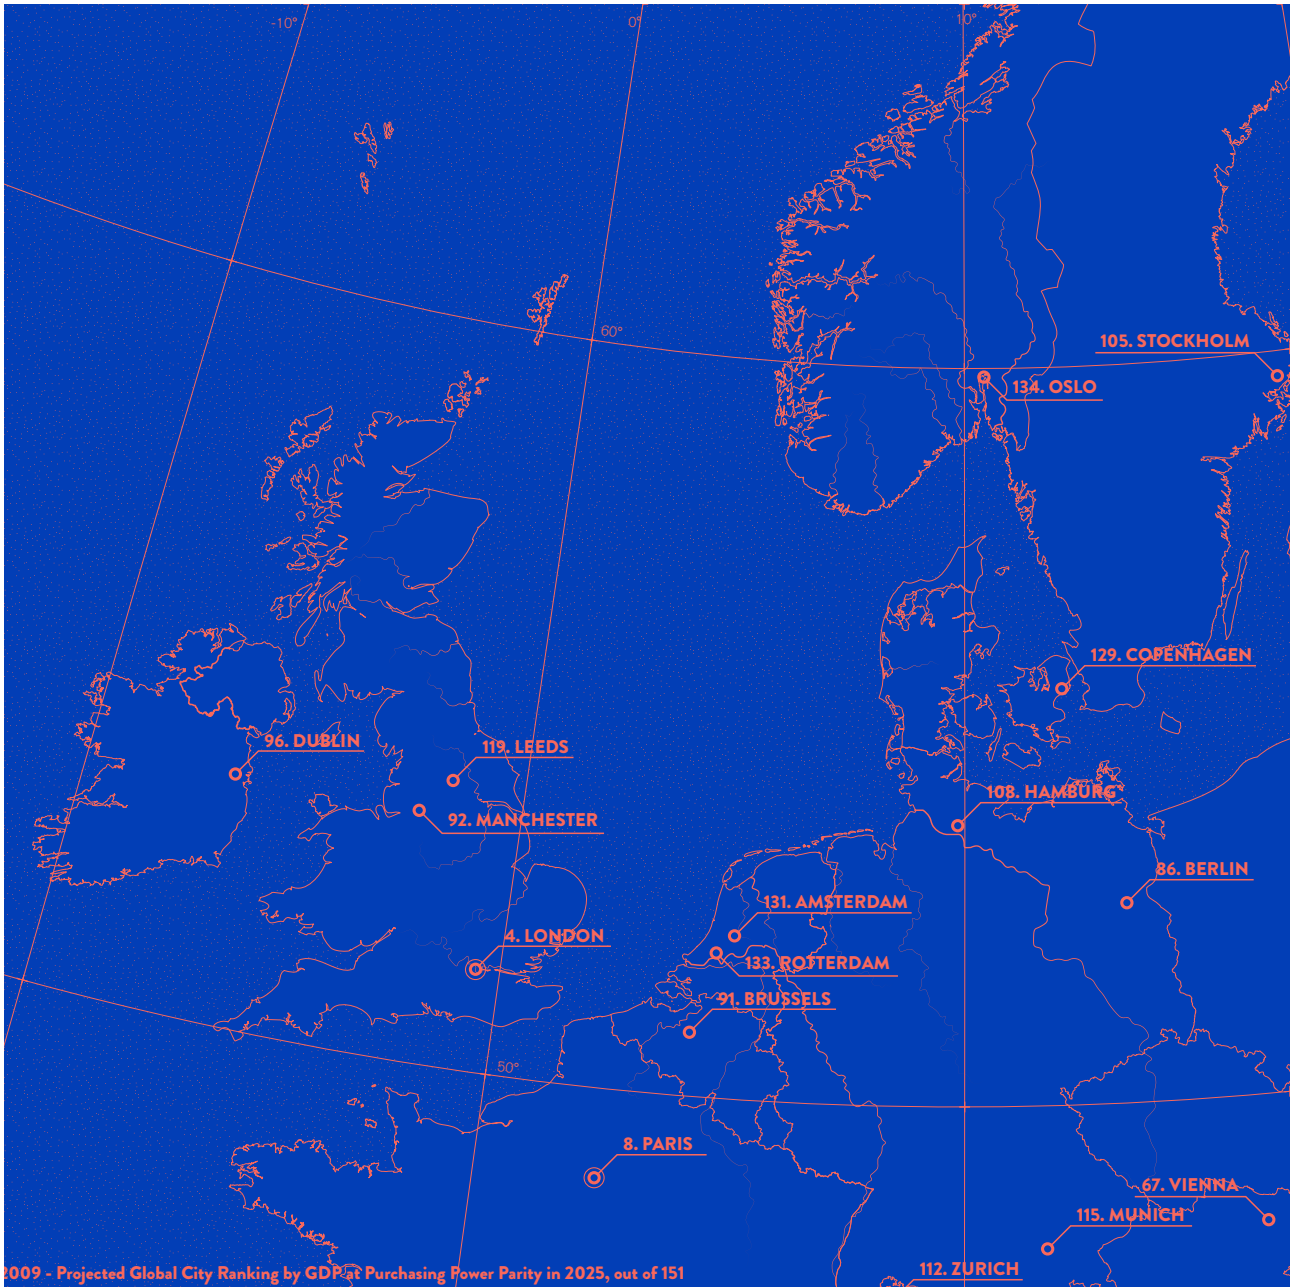 -10°
0°
10°
60°
105. STOCKHOLM
134. OSLO
129. COPENHAGEN
96. DUBLIN
119. LEEDS
108. HAMBURG
92. MANCHESTER
86. BERLIN
131. AMSTERDAM
4. LONDON
133. ROTTERDAM
91. BRUSSELS
50°
8. PARIS
67. VIENNA
115. MUNICH
112. ZURICH
2009 - Projected Global City Ranking by GDP at Purchasing Power Parity in 2025, out of 151